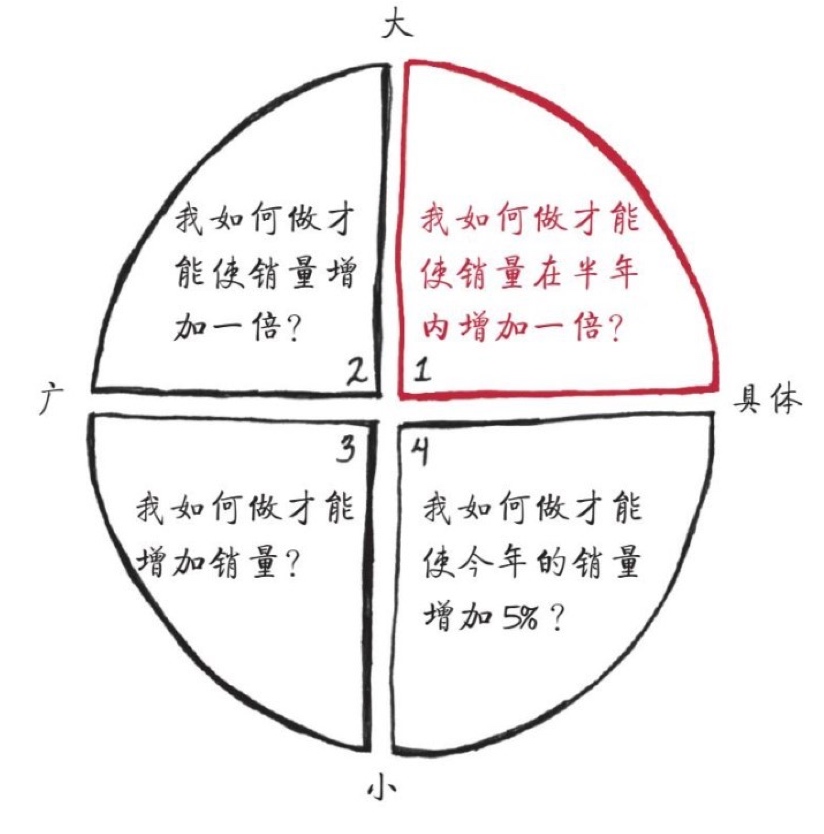 大
我如何做才
能使销量增
加一倍?
2
我如何做才能
使销量在半年
内增加一倍?
1
广
具体
3
我如何做才能
增加销量?
4
我如何做才能
使今年的销量
增加5%?
小